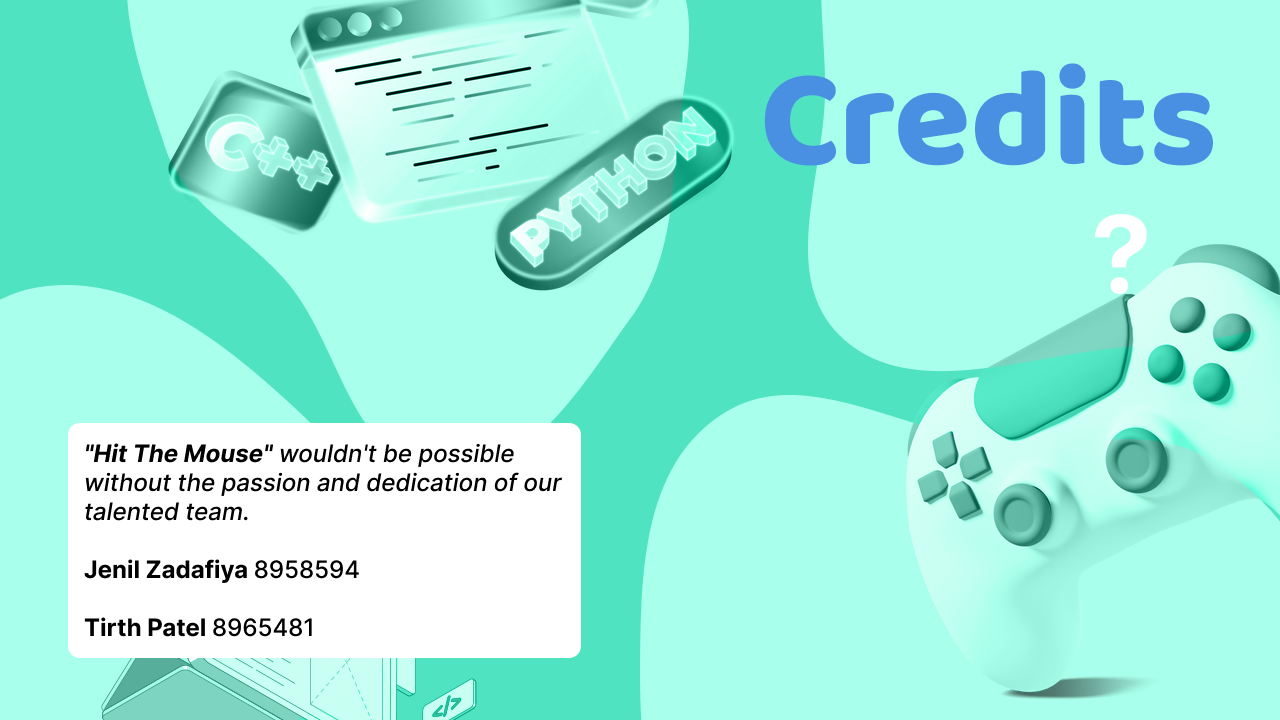 C++
PYTHON
Credits
?
"Hit The Mouse" wouldn't be possible
without the passion and dedication of our
talented team.
Jenil Zadafiya 8958594
Tirth Patel 8965481
</>